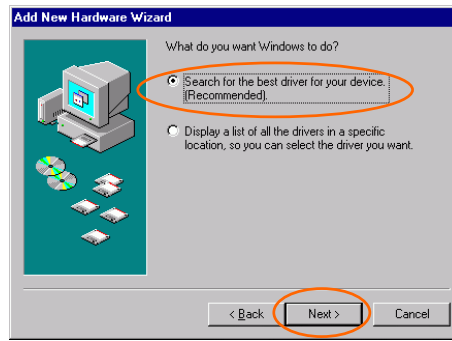 Add New Hardware Wizard
What do you want Windows to do?
Search for the best driver for your device.
(Recommended).
Display a list of all the drivers in a specific
location, so you can select the driver you want.
< Back
Next >
Cancel